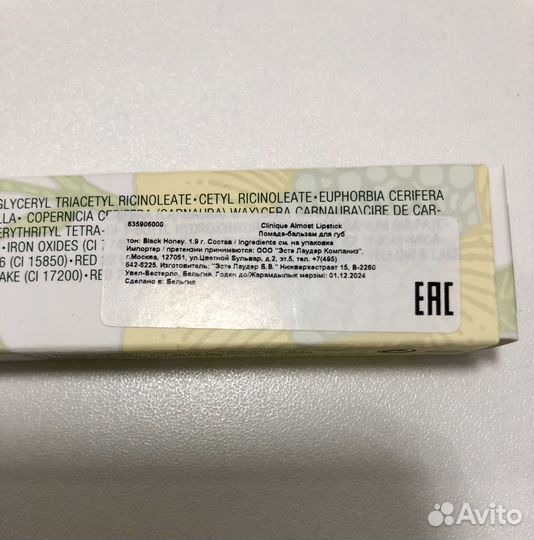 GLYCERYL TRIACETYL RICINOLEATE • CETYL RICINOLEATE • EUPHORBIA CERIFERA
LLA • COPERNICIA CERIFERA (CARNAUBA) WAX\CERA CARNAUBA\CIRE DE CAR-
ERYTHRITYL TETRA-
• IRON OXIDES (CI 7
6 (CI 15850) • RED
AKE (CI 17200) • RE
635906000 Clinique Almost Lipstick
Помада-бальзам для губ
тон: Black Honey. 1.9 г. Состав / Ingredients см. на упаковке
Импортер / претензии принимаются: ООО "Эсте Лаудер Компаниз",
г.Москва, 127051, ул.Цветной Бульвар, д.2, эт.5, тел. +7(495)
642-8225. Изготовитель: "Эсте Лаудер Б.В." Нижверхестрат 15, B-2250
Увел-Вестерло, Бельгия. Годен до/Жарамдылық мерзімі: 01.12.2024
Сделано в: Бельгия
EAC
Avito